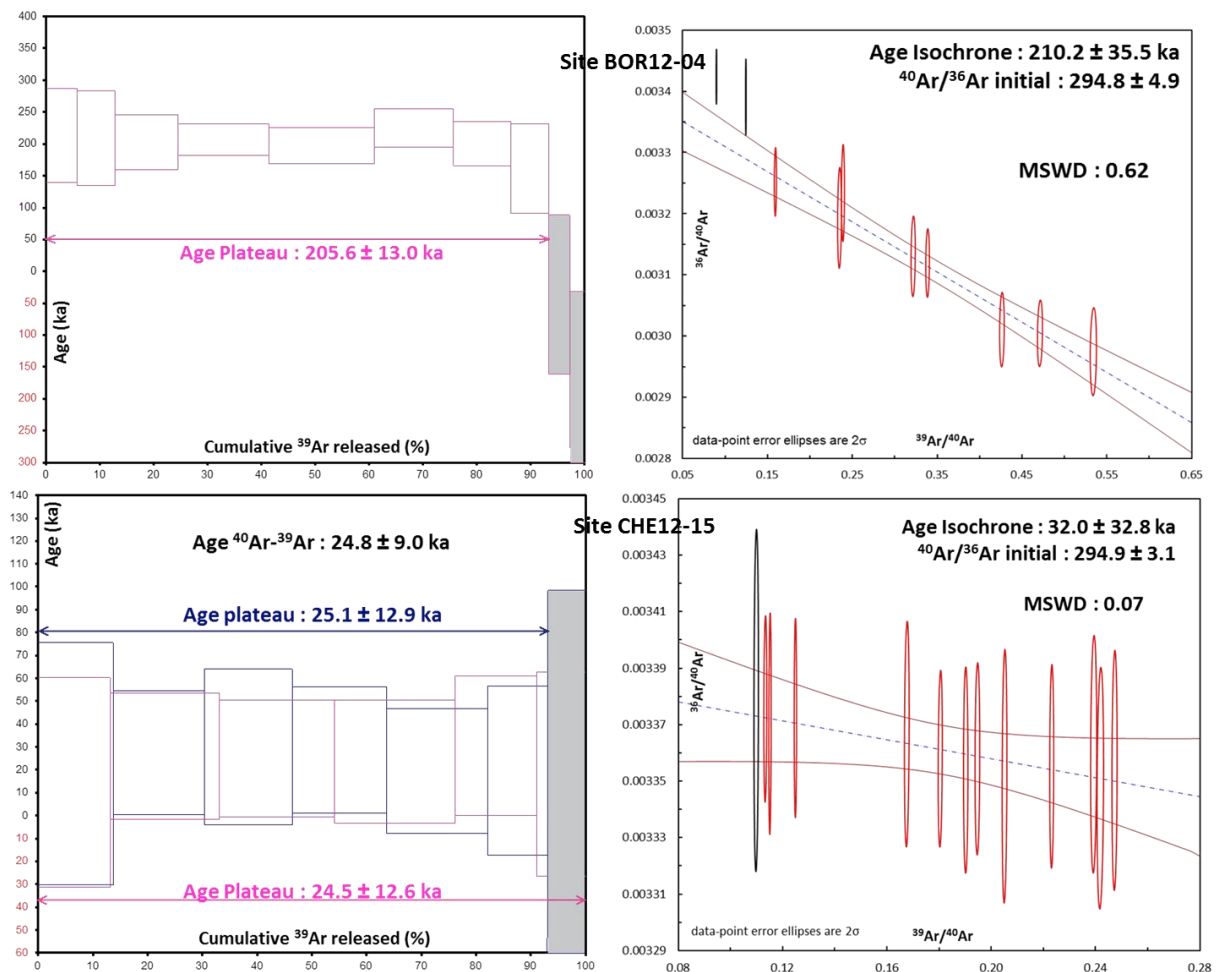 Site BOR12-04
400
350
300
250
200
150
100
50
0
50
100
150
200
250
300
Age (ka)
Age Plateau : 205.6 ± 13.0 ka
Cumulative ³⁹Ar released (%)
0 10 20 30 40 50 60 70 80 90 100
Age Isochrone : 210.2 ± 35.5 ka
⁴⁰Ar/³⁶Ar initial : 294.8 ± 4.9
MSWD : 0.62
0.0035
0.0034
0.0033
0.0032
0.0031
0.0030
0.0029
0.0028
³⁶Ar/⁴⁰Ar
data-point error ellipses are 2σ ³⁹Ar/⁴⁰Ar
0.05 0.15 0.25 0.35 0.45 0.55 0.65
Site CHE12-15
140
130
120
110
100
90
80
70
60
50
40
30
20
10
0
10
20
30
40
50
60
Age (ka)
Age ⁴⁰Ar-³⁹Ar : 24.8 ± 9.0 ka
Age plateau : 25.1 ± 12.9 ka
Age Plateau : 24.5 ± 12.6 ka
Cumulative ³⁹Ar released (%)
0 10 20 30 40 50 60 70 80 90 100
Age Isochrone : 32.0 ± 32.8 ka
⁴⁰Ar/³⁶Ar initial : 294.9 ± 3.1
MSWD : 0.07
0.00345
0.00343
0.00341
0.00339
0.00337
0.00335
0.00333
0.00331
0.00329
³⁶Ar/⁴⁰Ar
data-point error ellipses are 2σ ³⁹Ar/⁴⁰Ar
0.08 0.12 0.16 0.20 0.24 0.28